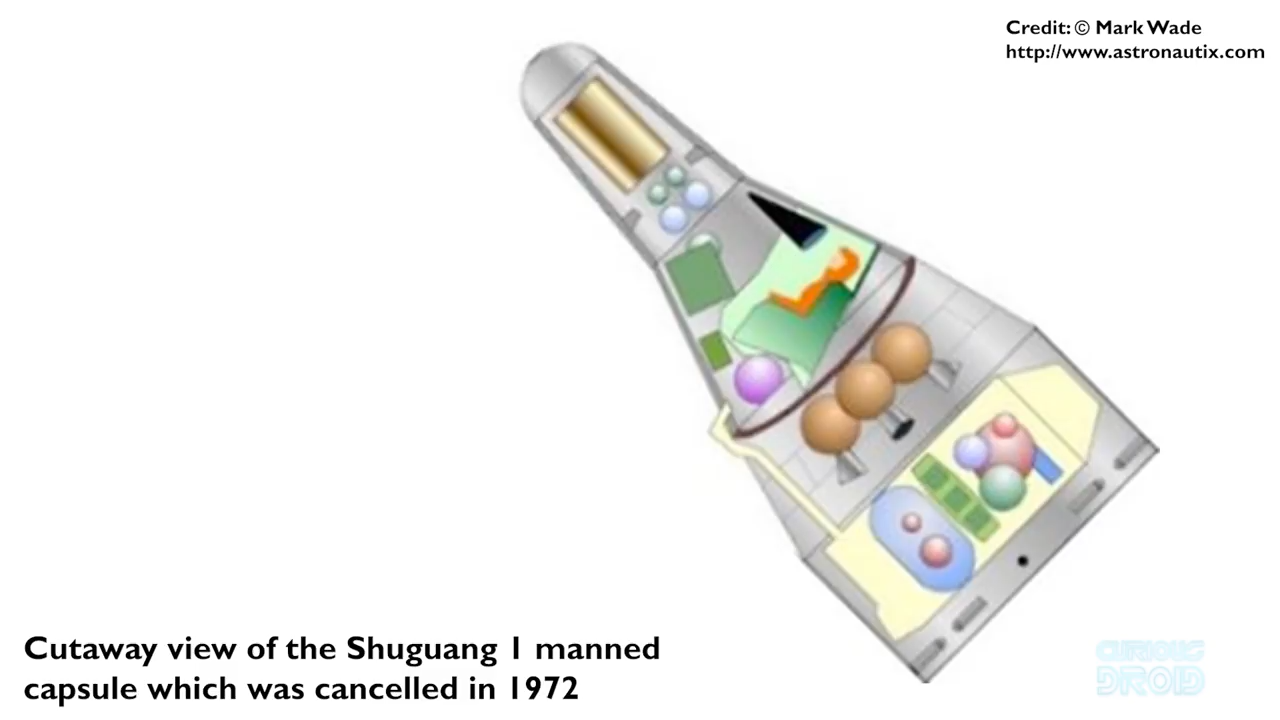 Credit: © Mark Wade
http://www.astronautix.com
Cutaway view of the Shuguang 1 manned
capsule which was cancelled in 1972
CURIOUS
DROID